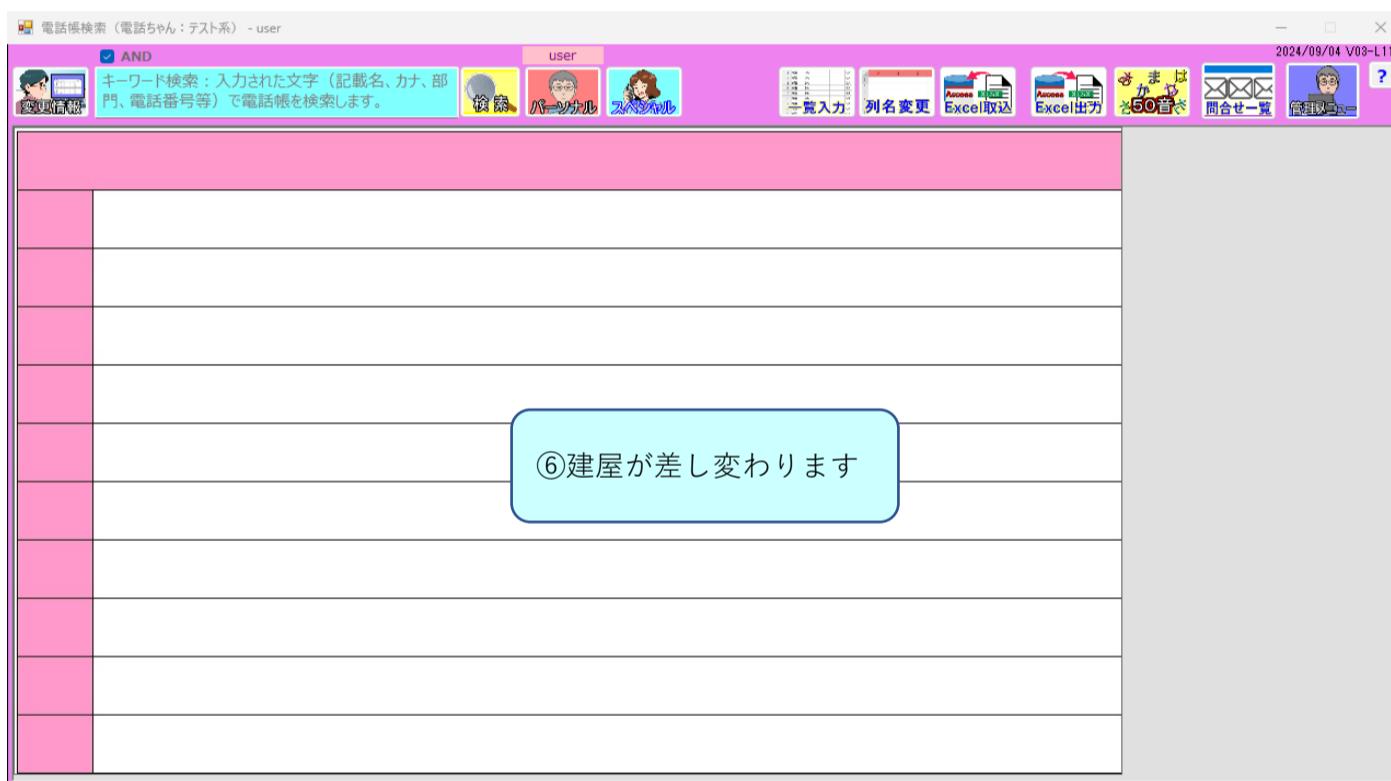 電話帳検索（電話ちゃん：テスト系） - user
AND
user
2024/09/04 V03-L11
変更情報
キーワード検索：入力された文字（記載名、カナ、部
門、電話番号等）で電話帳を検索します。
検索
パーソナル
スペシャル
一覧入力
列名変更
Access
Excel取込
Access
Excel出力
50音
問合せ一覧
管理メニュー
?
⑥建屋が差し変わります